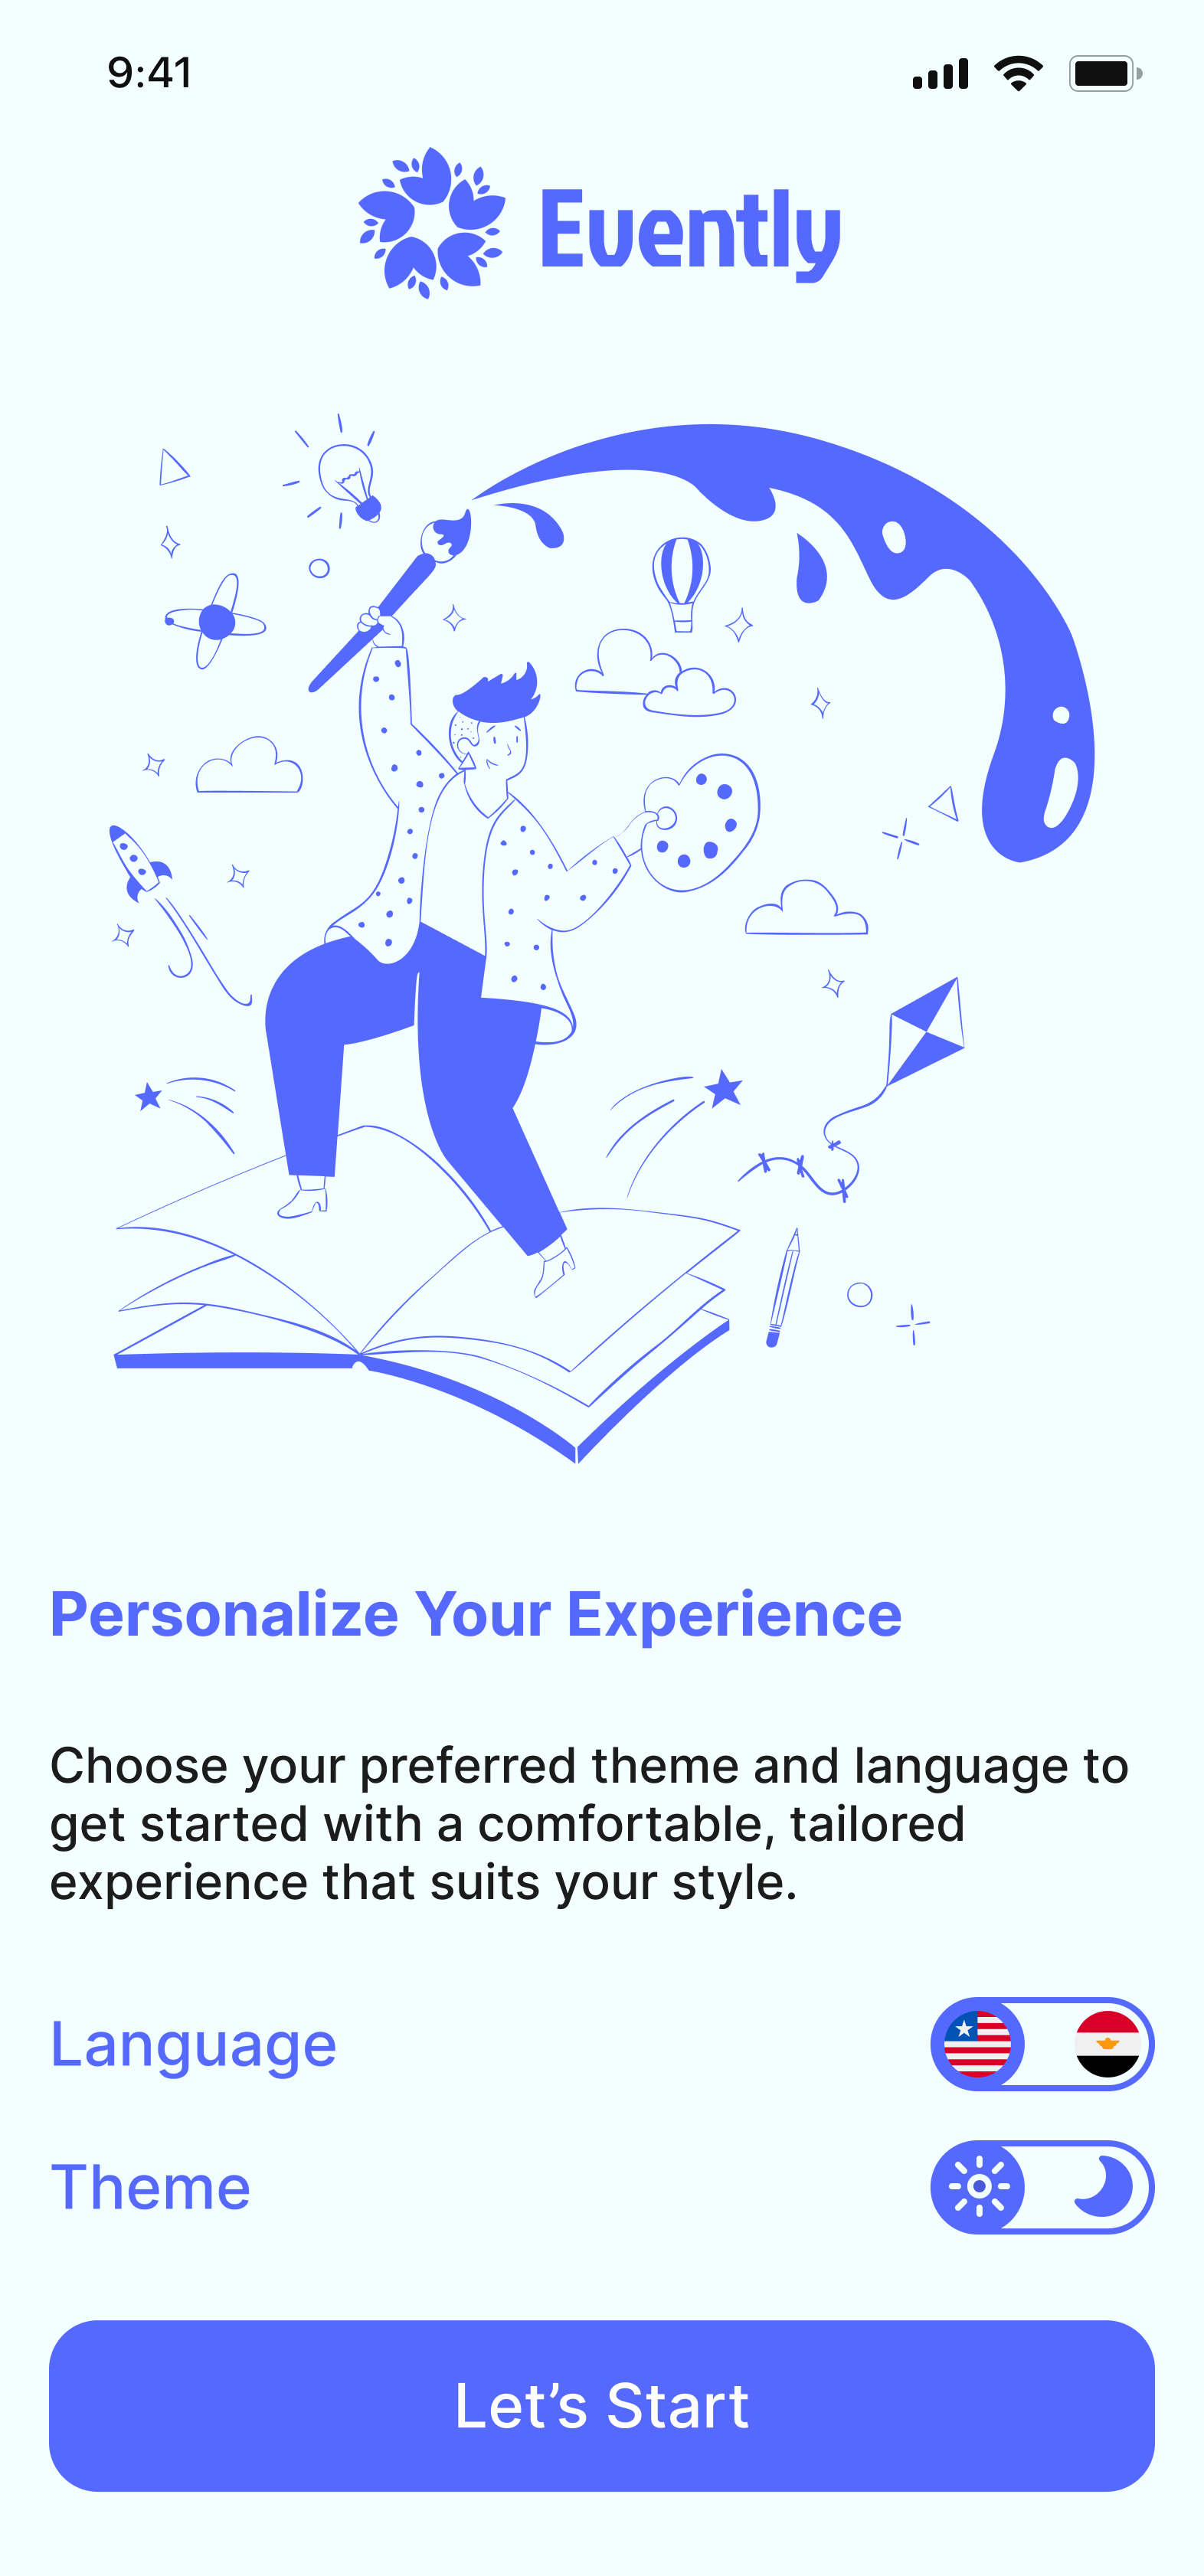 9:41
Evently
Personalize Your Experience
Choose your preferred theme and language to
get started with a comfortable, tailored
experience that suits your style.
Language
Theme
Let’s Start